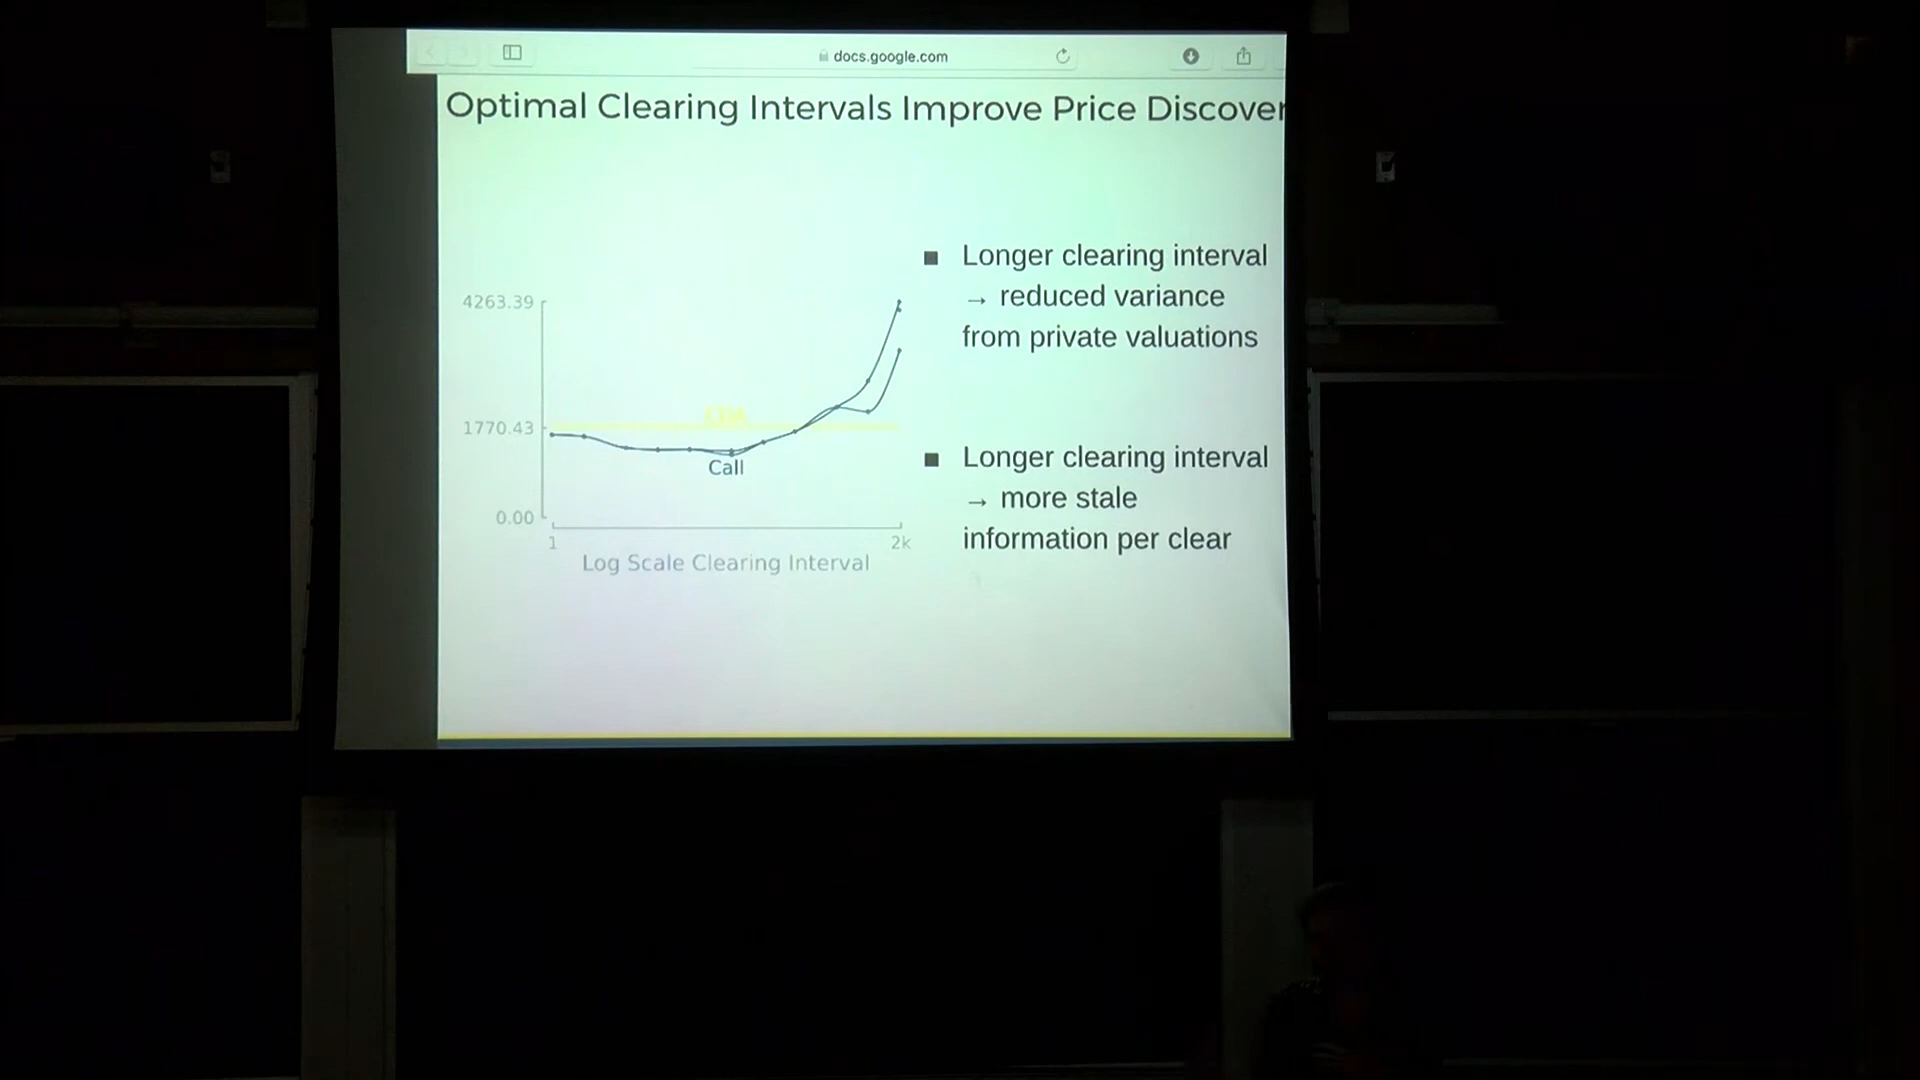 docs.google.com
Optimal Clearing Intervals Improve Price Discover
■ Longer clearing interval
→ reduced variance
from private valuations
4263.39
CDA
1770.43
Call
0.00
1
2k
Log Scale Clearing Interval
■ Longer clearing interval
→ more stale
information per clear